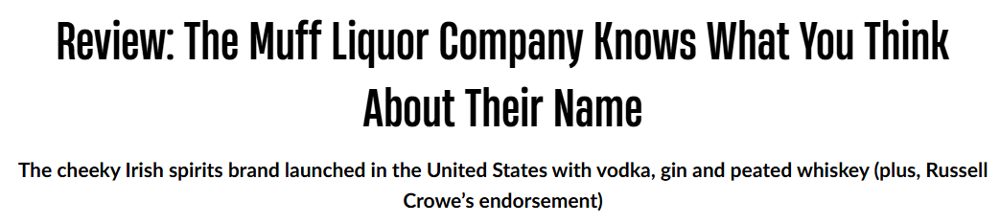 Review: The Muff Liquor Company Knows What You Think
About Their Name
The cheeky Irish spirits brand launched in the United States with vodka, gin and peated whiskey (plus, Russell
Crowe’s endorsement)